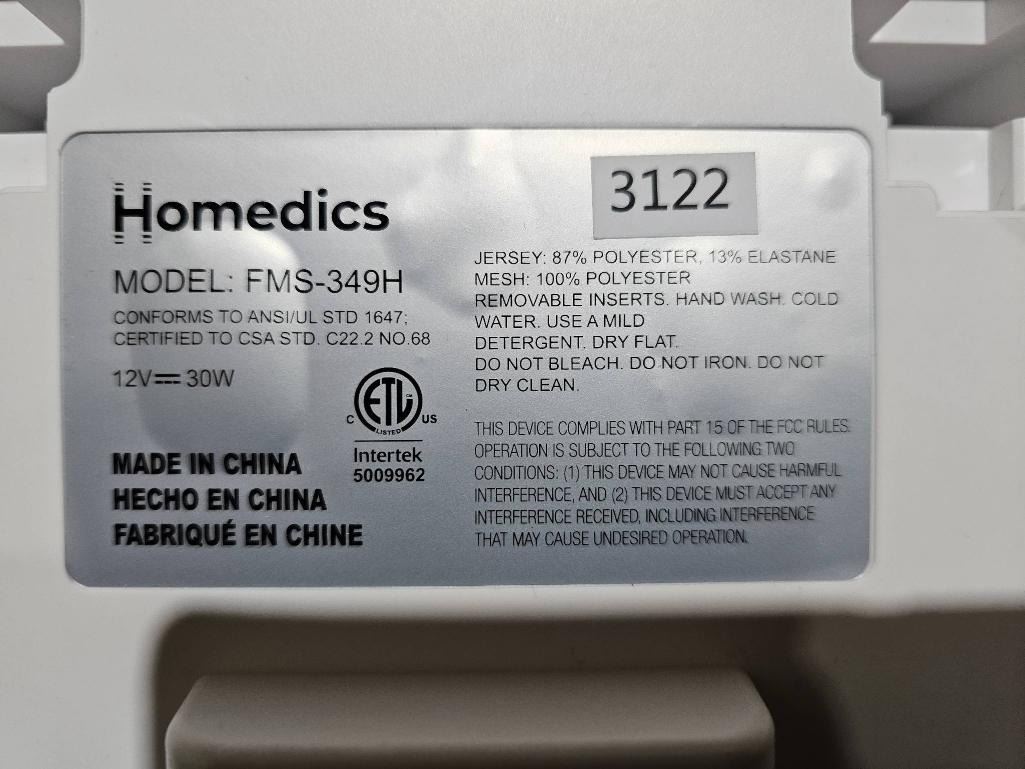 Homedics
MODEL: FMS-349H
CONFORMS TO ANSI/UL STD 1647;
CERTIFIED TO CSA STD. C22.2 NO.68
12V⎓30W
C ETL US
LISTED
CM
Intertek
5009962
MADE IN CHINA
HECHO EN CHINA
FABRIQUÉ EN CHINE
3122
JERSEY: 87% POLYESTER, 13% ELASTANE
MESH: 100% POLYESTER
REMOVABLE INSERTS. HAND WASH. COLD
WATER. USE A MILD
DETERGENT. DRY FLAT.
DO NOT BLEACH. DO NOT IRON. DO NOT
DRY CLEAN.
THIS DEVICE COMPLIES WITH PART 15 OF THE FCC RULES.
OPERATION IS SUBJECT TO THE FOLLOWING TWO
CONDITIONS: (1) THIS DEVICE MAY NOT CAUSE HARMFUL
INTERFERENCE, AND (2) THIS DEVICE MUST ACCEPT ANY
INTERFERENCE RECEIVED, INCLUDING INTERFERENCE
THAT MAY CAUSE UNDESIRED OPERATION.